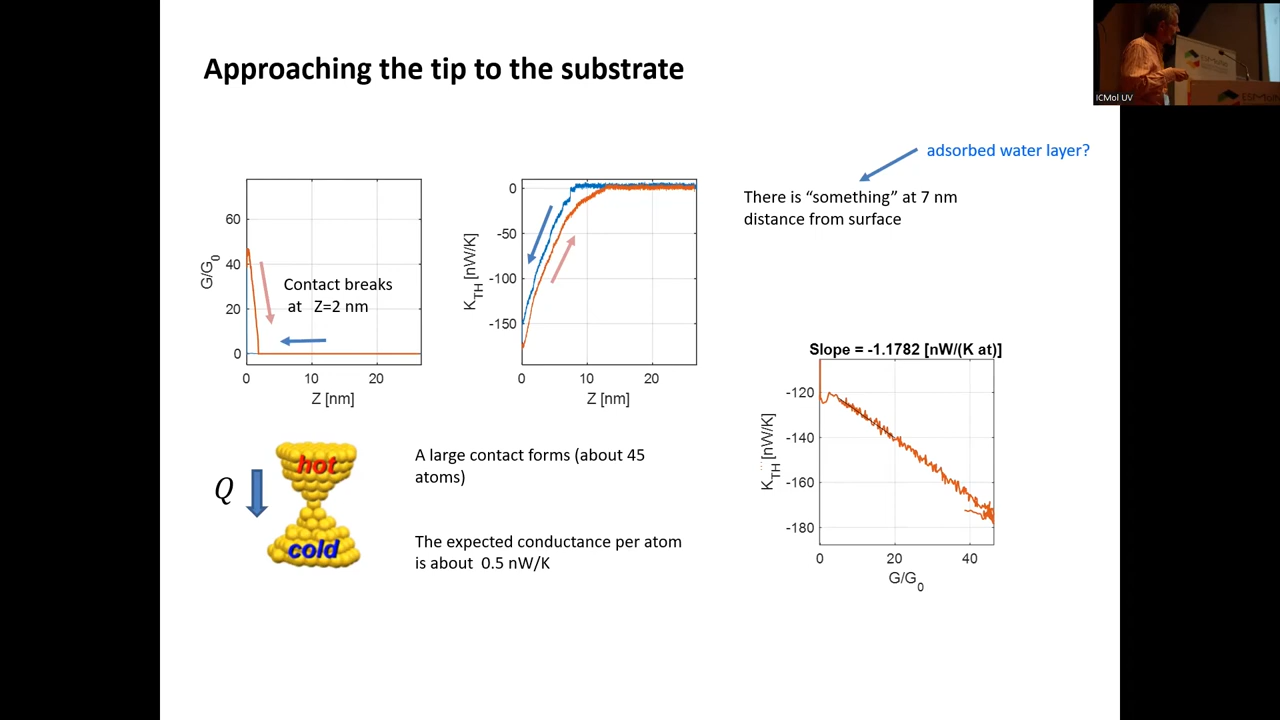 Approaching the tip to the substrate
ICMol UV
ESMolNa
adsorbed water layer?
There is “something” at 7 nm
distance from surface
60
40
20
0
G/G0
0 10 20
Z [nm]
Contact breaks
at Z=2 nm
0
-50
-100
-150
KTH [nW/K]
0 10 20
Z [nm]
Slope = -1.1782 [nW/(K at)]
-120
-140
-160
-180
KTH [nW/K]
0 20 40
G/G0
Q
hot
cold
A large contact forms (about 45
atoms)
The expected conductance per atom
is about 0.5 nW/K